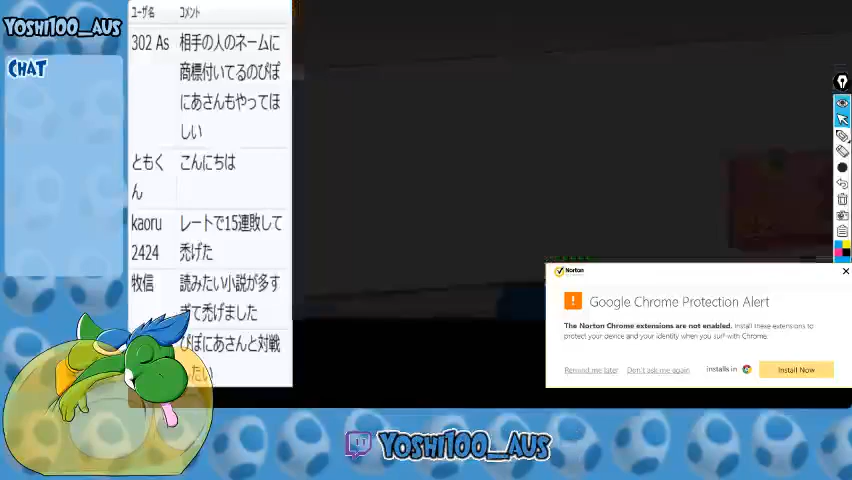 YOSHI100_AUS
CHAT
ユーザ名 コメント
302 As 相手の人のネームに
商標付いてるのぴぽ
にあさんもやってほ
しい
ともく こんにちは
ん
kaoru レートで15連敗して
2424 禿げた
牧信 読みたい小説が多す
ぎて禿げました
ぴぽにあさんと対戦
たい
Norton
Google Chrome Protection Alert
The Norton Chrome extensions are not enabled. Install these extensions to
protect your device and your identity when you surf with Chrome.
Remind me later Don't ask me again installs in Install Now
YOSHI100_AUS